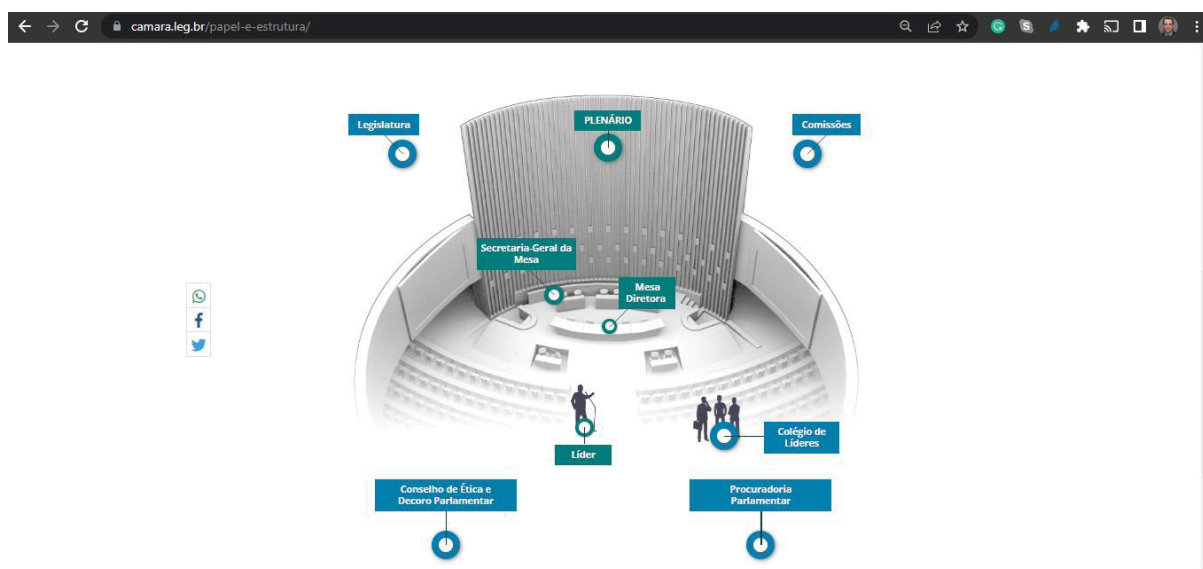 camara.leg.br/papel-e-estrutura/
Legislatura
PLENÁRIO
Comissões
Secretaria-Geral da
Mesa
Mesa
Diretora
Colégio de
Líderes
Líder
Conselho de Ética e
Decoro Parlamentar
Procuradoria
Parlamentar